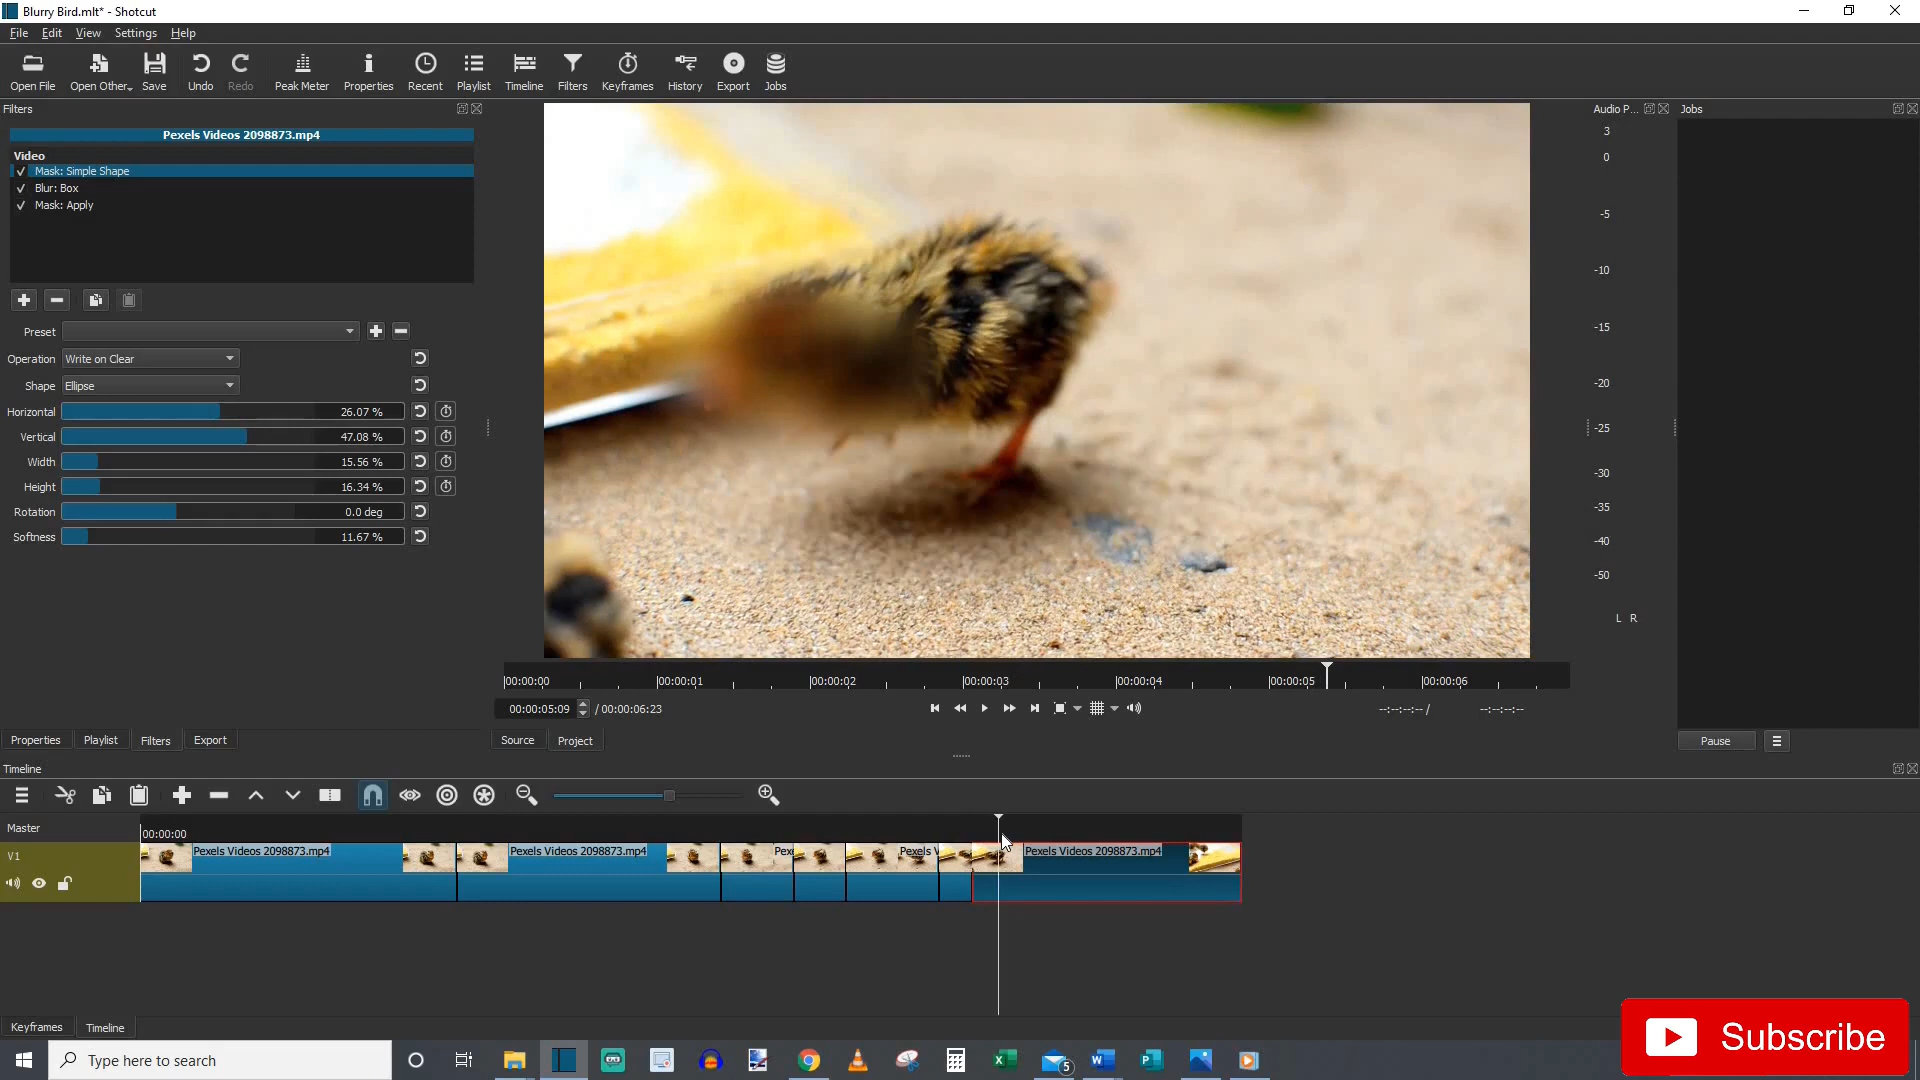 Blurry Bird.mlt* - Shotcut
File Edit View Settings Help
Open File Open Other... Save Undo Redo Peak Meter Properties Recent Playlist Timeline Filters Keyframes History Export Jobs
Filters
Audio P...
Jobs
Pexels Videos 2098873.mp4
Video
Mask: Simple Shape
Blur: Box
Mask: Apply
Preset
Operation Write on Clear
Shape Ellipse
Horizontal 26.07 %
Vertical 47.08 %
Width 15.56 %
Height 16.34 %
Rotation 0.0 deg
Softness 11.67 %
3
0
-5
-10
-15
-20
-25
-30
-35
-40
-50
L R
00:00:00 00:00:01 00:00:02 00:00:03 00:00:04 00:00:05 00:00:06
00:00:05:09 / 00:00:06:23
--:--:--:-- / --:--:--:--
Properties Playlist Filters Export
Source Project
Pause
Timeline
Master
00:00:00
V1
Pexels Videos 2098873.mp4 Pexels Videos 2098873.mp4 Pex Pexels V Pexels Videos 2098873.mp4
Keyframes Timeline
Subscribe
Type here to search
5